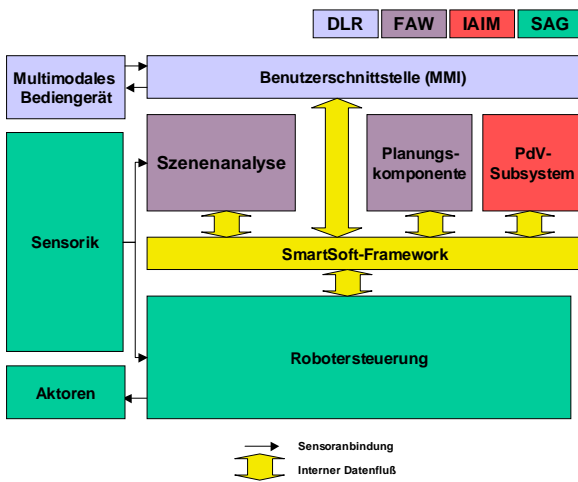 DLR FAW IAIM SAG
Multimodales
Bediengerät
Benutzerschnittstelle (MMI)
Sensorik
Szenenanalyse
Planungs-
komponente
PdV-
Subsystem
SmartSoft-Framework
Robotersteuerung
Aktoren
Sensoranbindung
Interner Datenfluß